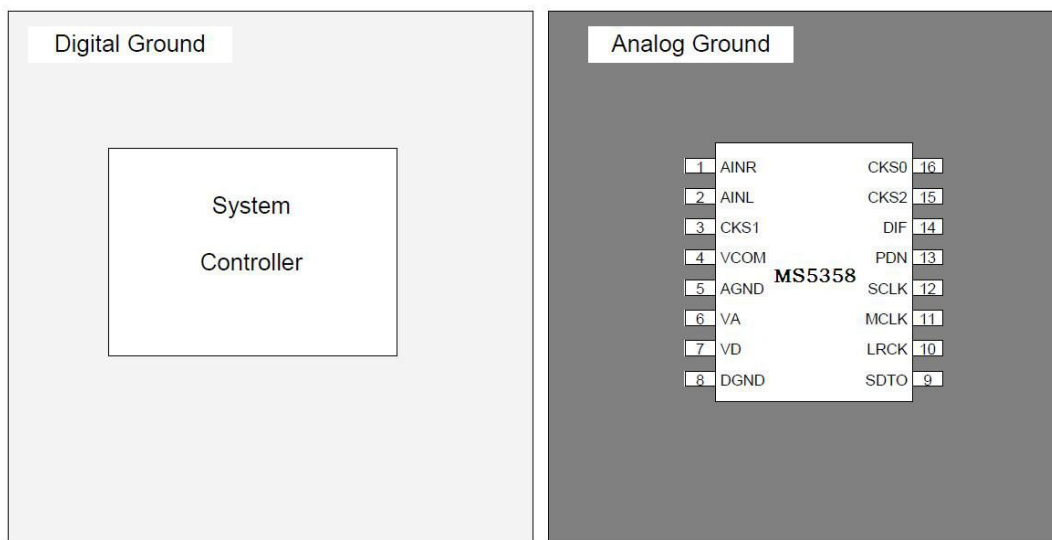 Digital Ground
System
Controller
Analog Ground
MS5358
1 AINR
2 AINL
3 CKS1
4 VCOM
5 AGND
6 VA
7 VD
8 DGND
CKS0 16
CKS2 15
DIF 14
PDN 13
SCLK 12
MCLK 11
LRCK 10
SDTO 9